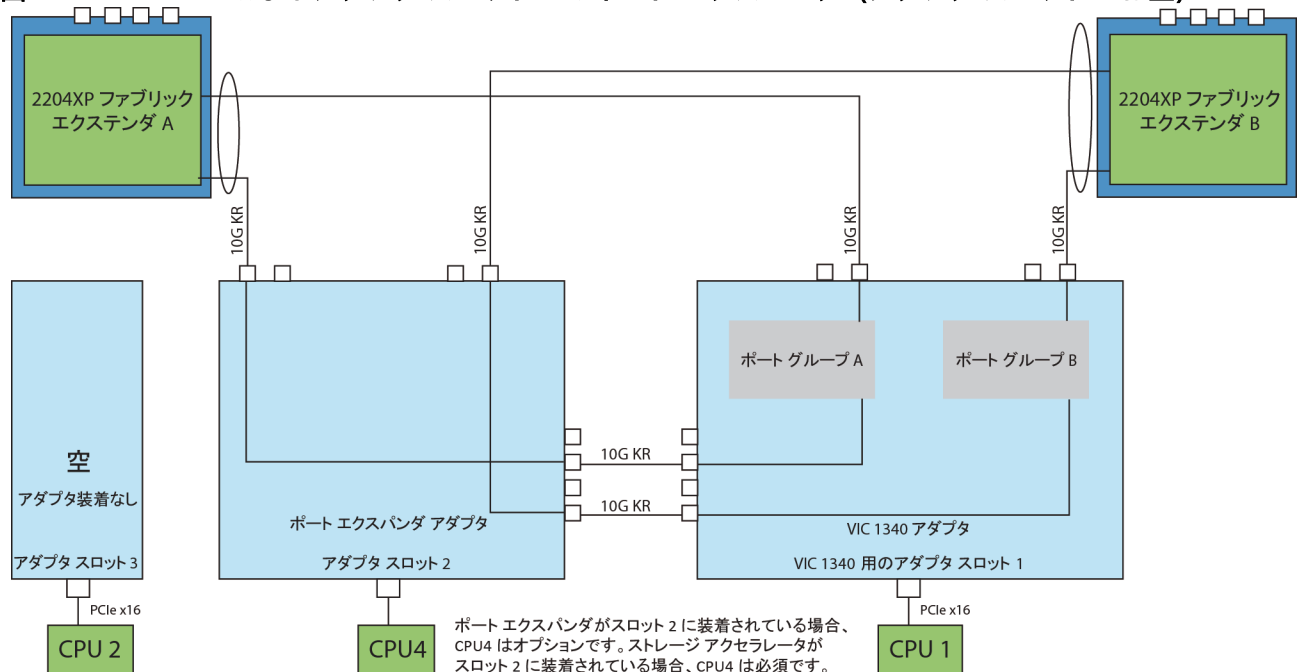 2204XP ファブリック
エクステンダ A
2204XP ファブリック
エクステンダ B
10G KR
10G KR
10G KR
10G KR
ポート グループ A
ポート グループ B
空
アダプタ装着なし
アダプタ スロット 3
10G KR
10G KR
ポート エクスパンダ アダプタ
アダプタ スロット 2
VIC 1340 アダプタ
VIC 1340 用のアダプタ スロット 1
PCIe x16
PCIe x16
CPU 2
CPU4
ポート エクスパンダがスロット 2 に装着されている場合、
CPU4 はオプションです。ストレージ アクセラレータが
スロット 2 に装着されている場合、CPU4 は必須です。
CPU 1